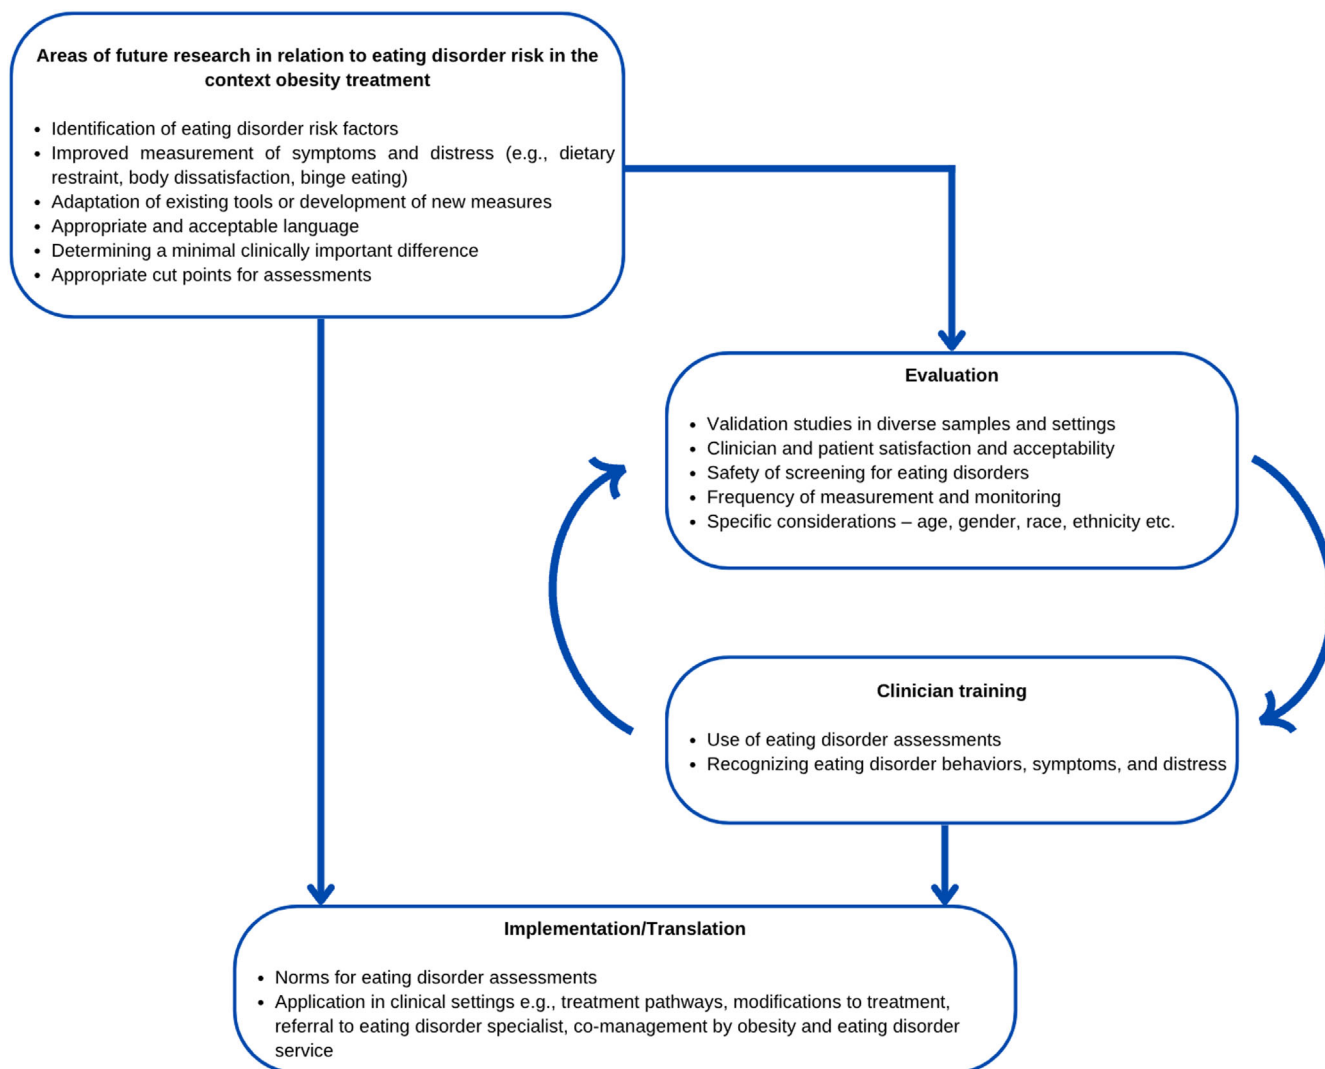 Areas of future research in relation to eating disorder risk in the
context obesity treatment
• Identification of eating disorder risk factors
• Improved measurement of symptoms and distress (e.g., dietary
restraint, body dissatisfaction, binge eating)
• Adaptation of existing tools or development of new measures
• Appropriate and acceptable language
• Determining a minimal clinically important difference
• Appropriate cut points for assessments
Evaluation
• Validation studies in diverse samples and settings
• Clinician and patient satisfaction and acceptability
• Safety of screening for eating disorders
• Frequency of measurement and monitoring
• Specific considerations – age, gender, race, ethnicity etc.
Clinician training
• Use of eating disorder assessments
• Recognizing eating disorder behaviors, symptoms, and distress
Implementation/Translation
• Norms for eating disorder assessments
• Application in clinical settings e.g., treatment pathways, modifications to treatment,
referral to eating disorder specialist, co-management by obesity and eating disorder
service